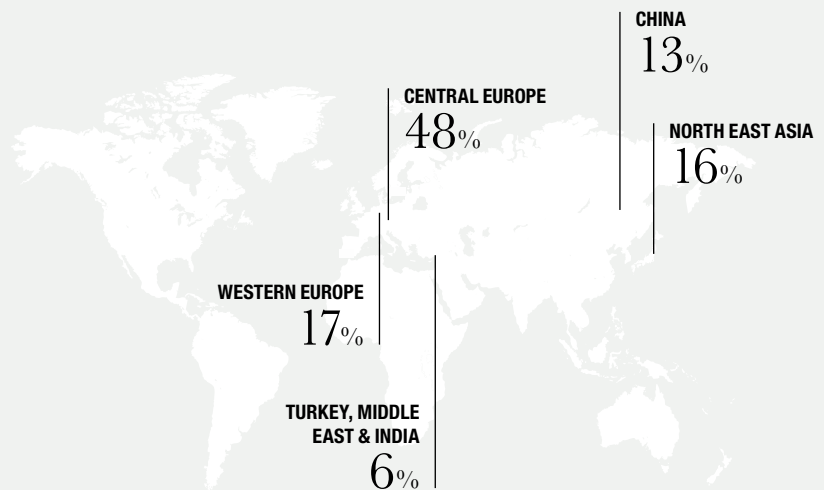 CHINA
13%
CENTRAL EUROPE
48%
NORTH EAST ASIA
16%
WESTERN EUROPE
17%
TURKEY, MIDDLE
EAST & INDIA
6%